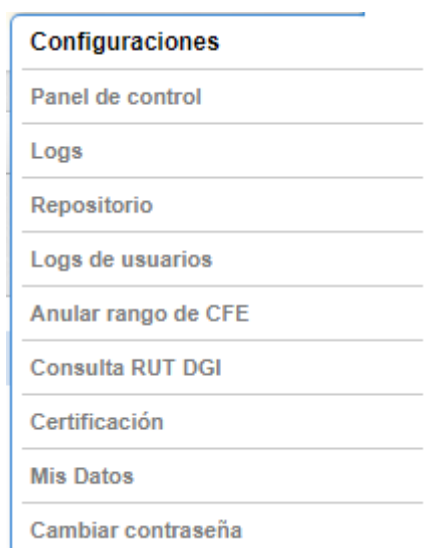 Configuraciones
Panel de control
Logs
Repositorio
Logs de usuarios
Anular rango de CFE
Consulta RUT DGI
Certificación
Mis Datos
Cambiar contraseña